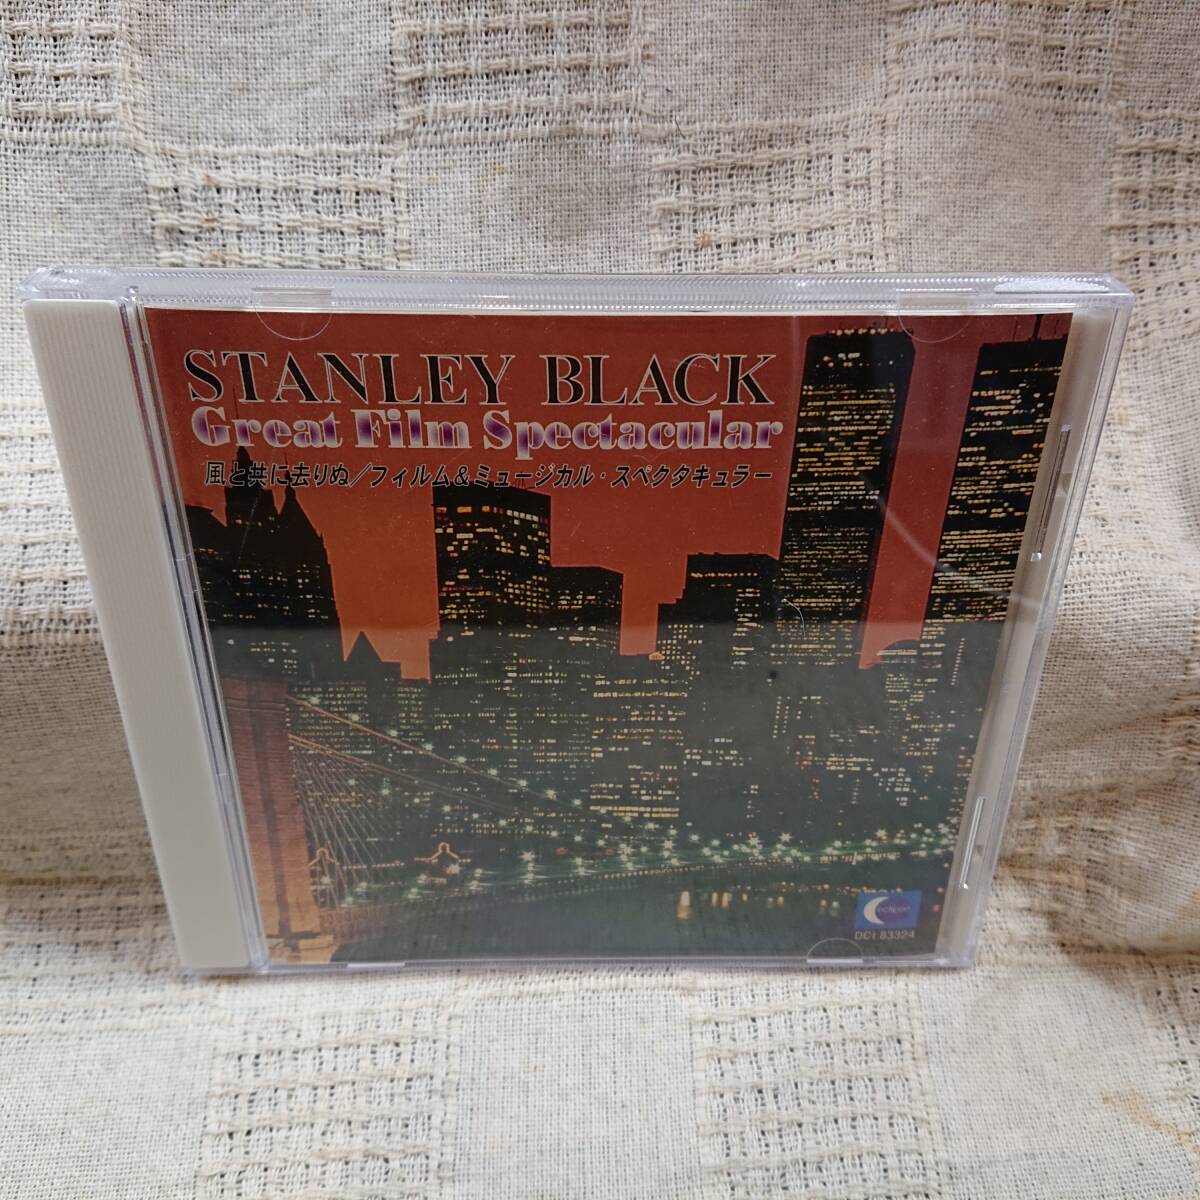 STANLEY BLACK
Great Film Spectacular
風と共に去りぬ/フィルム&ミュージカル・スペクタキュラー
eclipse
DCI 83324